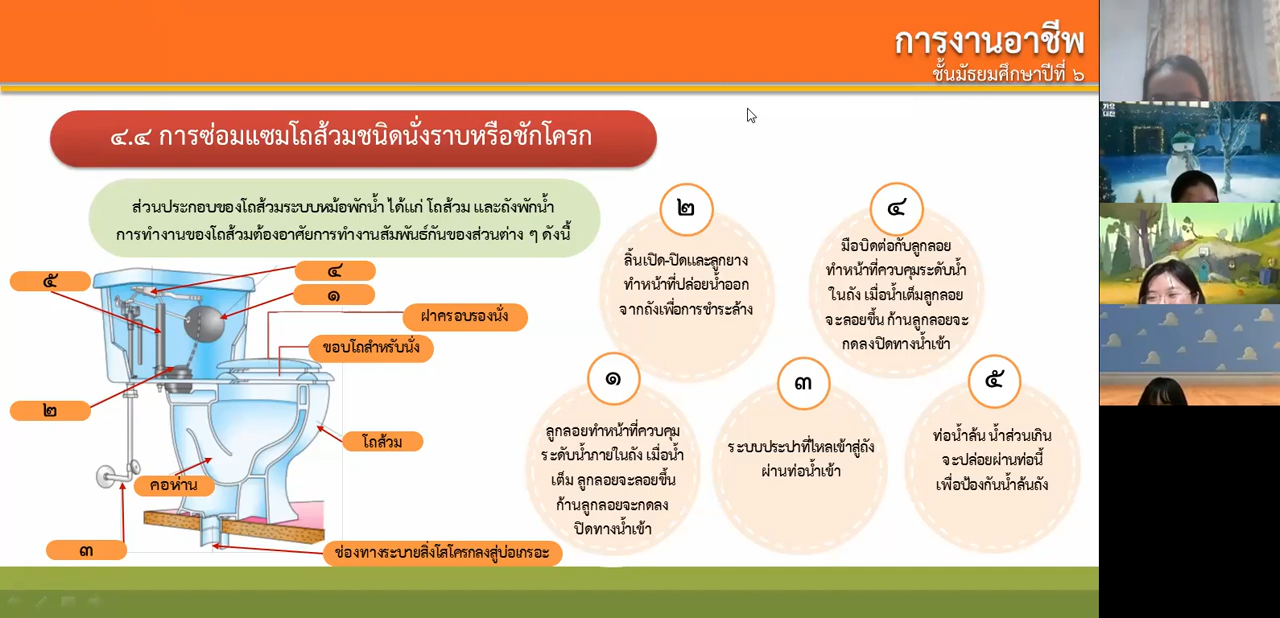 การงานอาชีพ
ชั้นมัธยมศึกษาปีที่ ๖
๔.๔ การซ่อมแซมโถส้วมชนิดนั่งราบหรือชักโครก
ส่วนประกอบของโถส้วมระบบหม้อพักน้ำ ได้แก่ โถส้วม และถังพักน้ำ
การทำงานของโถส้วมต้องอาศัยการทำงานสัมพันธ์กันของส่วนต่าง ๆ ดังนี้
๕
๔
๑
ฝาครอบรองนั่ง
ขอบโถสำหรับนั่ง
๒
โถส้วม
คอห่าน
๓
ช่องทางระบายสิ่งโสโครกลงสู่บ่อเกรอะ
๒
ลิ้นเปิด-ปิดและลูกยาง
ทำหน้าที่ปล่อยน้ำออก
จากถังเพื่อการชำระล้าง
๔
มือบิดต่อกับลูกลอย
ทำหน้าที่ควบคุมระดับน้ำ
ในถัง เมื่อน้ำเต็มลูกลอย
จะลอยขึ้น ก้านลูกลอยจะ
กดลงปิดทางน้ำเข้า
๑
ลูกลอยทำหน้าที่ควบคุม
ระดับน้ำภายในถัง เมื่อน้ำ
เต็ม ลูกลอยจะลอยขึ้น
ก้านลูกลอยจะกดลง
ปิดทางน้ำเข้า
๓
ระบบประปาที่ไหลเข้าสู่ถัง
ผ่านท่อน้ำเข้า
๕
ท่อน้ำล้น น้ำส่วนเกิน
จะปล่อยผ่านท่อนี้
เพื่อป้องกันน้ำล้นถัง
가요
대전